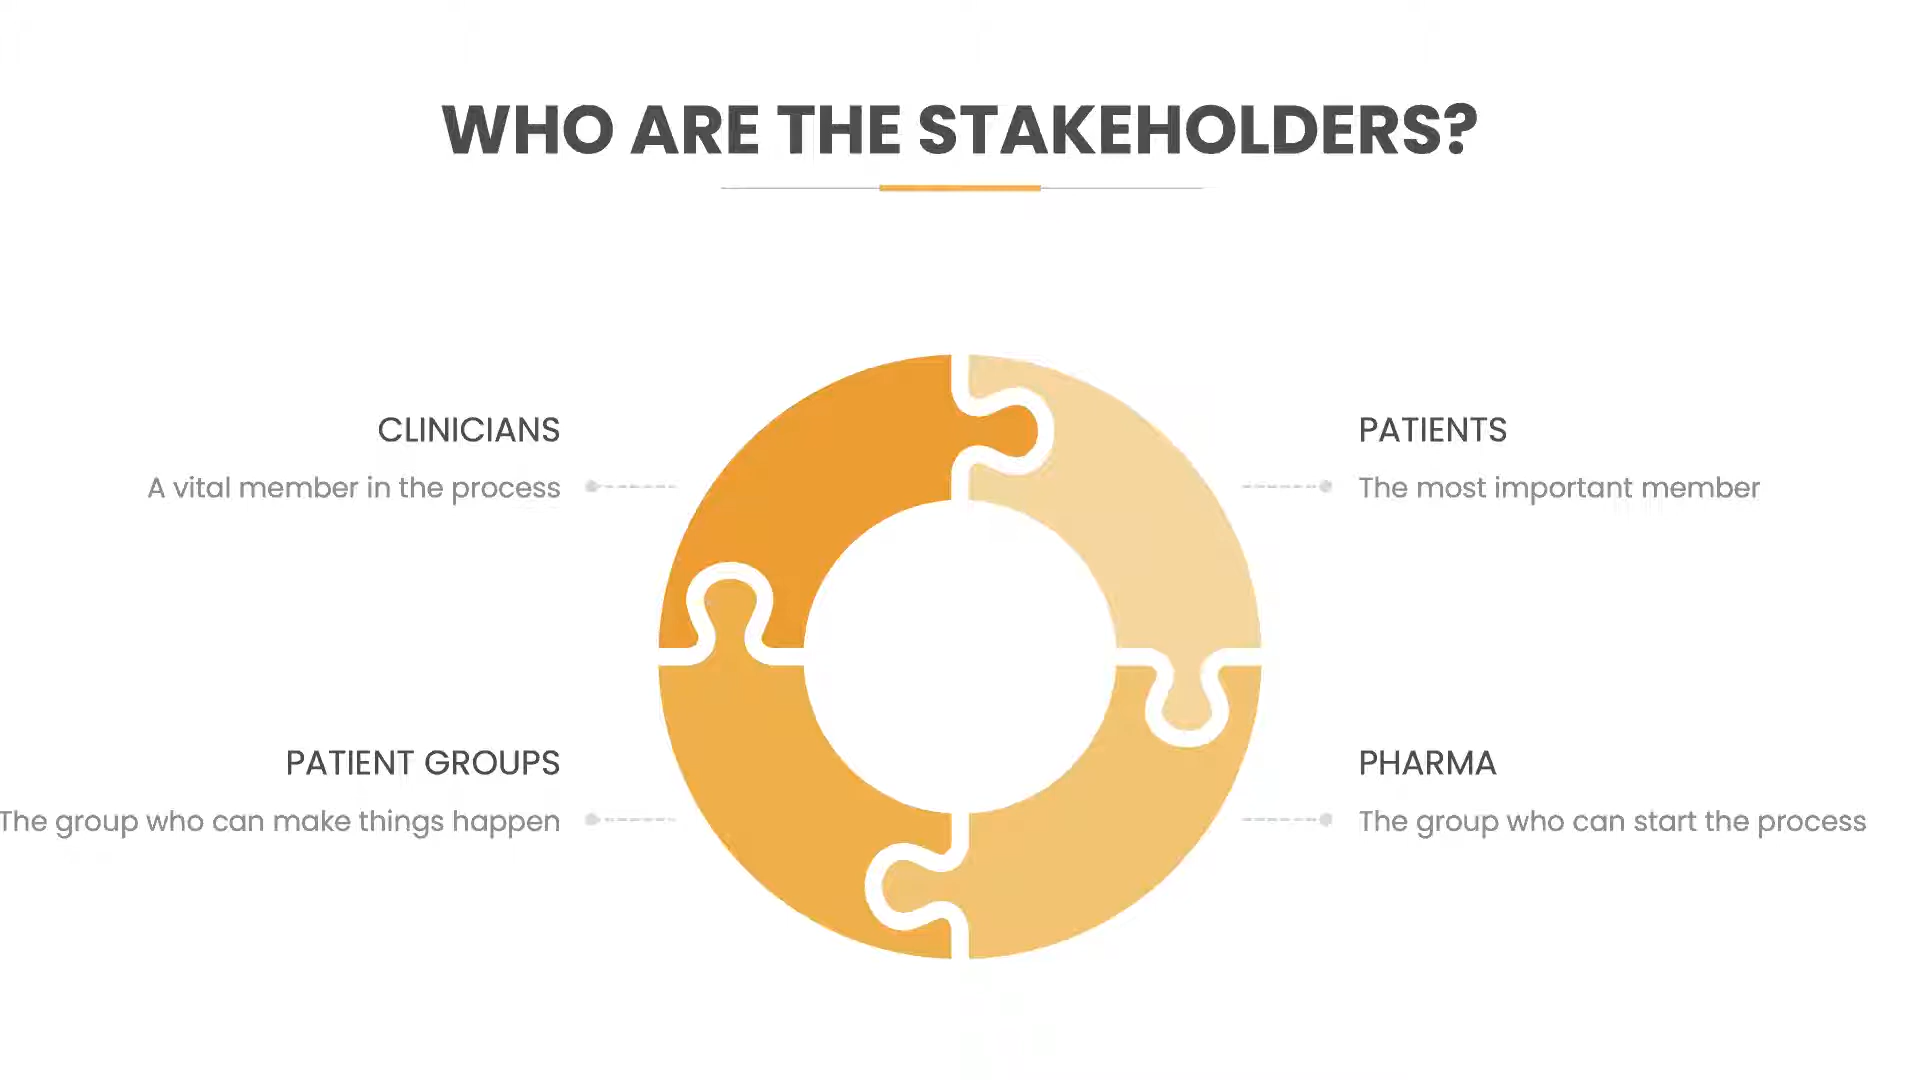 WHO ARE THE STAKEHOLDERS?
CLINICIANS
A vital member in the process
PATIENTS
The most important member
PATIENT GROUPS
The group who can make things happen
PHARMA
The group who can start the process